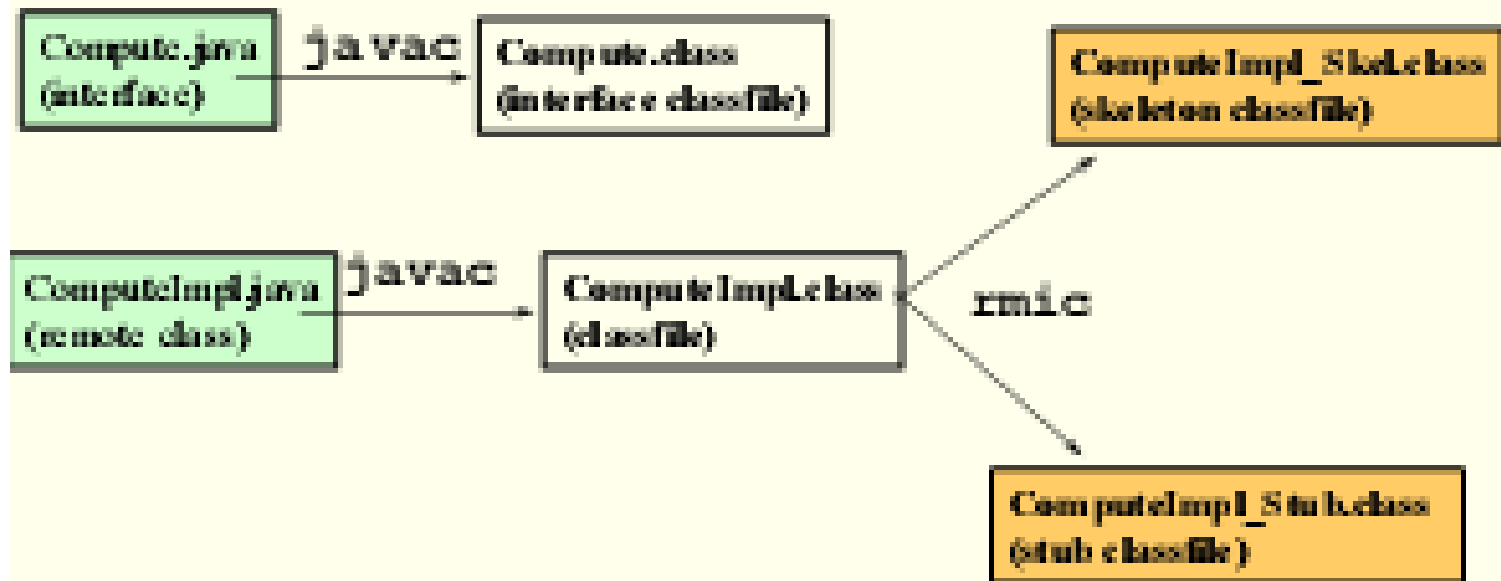 Compute.java
(interface)
javac
Compute.class
(interface classfile)
ComputeImpl_Skel.class
(skeleton classfile)
ComputeImpl.java
(remote class)
javac
ComputeImpl.class
(classfile)
rmic
ComputeImpl_Stub.class
(stub classfile)